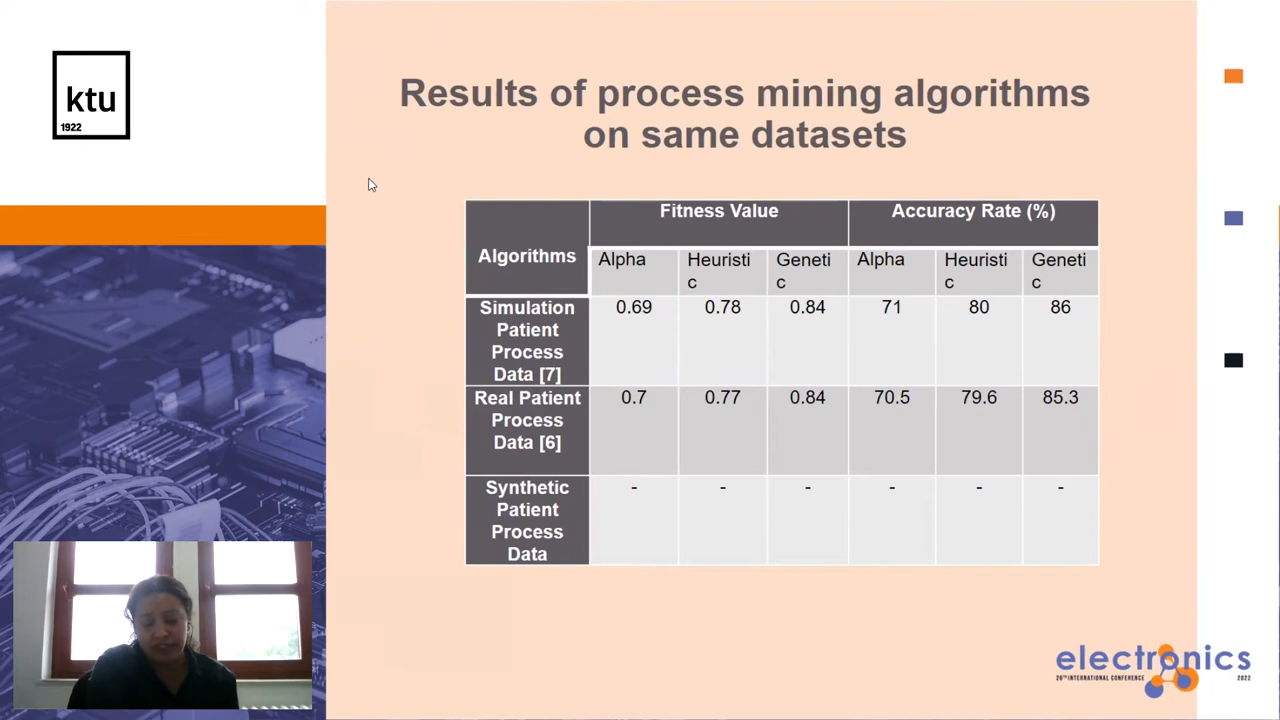 ktu
1922
Results of process mining algorithms
on same datasets
Algorithms
Fitness Value
Accuracy Rate (%)
Alpha
Heuristi
c
Geneti
c
Alpha
Heuristi
c
Geneti
c
Simulation
Patient
Process
Data [7]
0.69
0.78
0.84
71
80
86
Real Patient
Process
Data [6]
0.7
0.77
0.84
70.5
79.6
85.3
Synthetic
Patient
Process
Data
-
-
-
-
-
-
electronics
26TH INTERNATIONAL CONFERENCE
2022